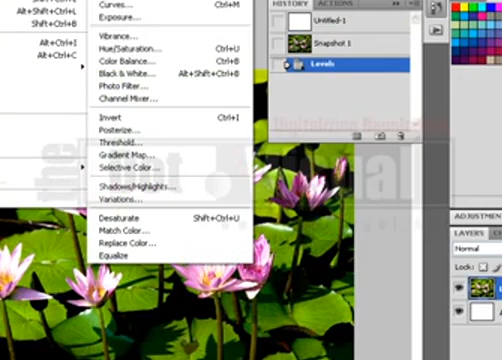 Shift+Ctrl+B
Alt+Shift+Ctrl+L
Alt+Ctrl+I
Alt+Ctrl+C
Curves... Ctrl+M
Exposure...
Vibrance...
Hue/Saturation... Ctrl+U
Color Balance... Ctrl+B
Black & White... Alt+Shift+Ctrl+B
Photo Filter...
Channel Mixer...
Invert Ctrl+I
Posterize...
Threshold...
Gradient Map...
Selective Color...
Shadows/Highlights...
Variations...
Desaturate Shift+Ctrl+U
Match Color...
Replace Color...
Equalize
HISTORY ACTIONS
Untitled-1
Snapshot 1
Levels
ADJUSTMEN
LAYERS
Normal
Lock: